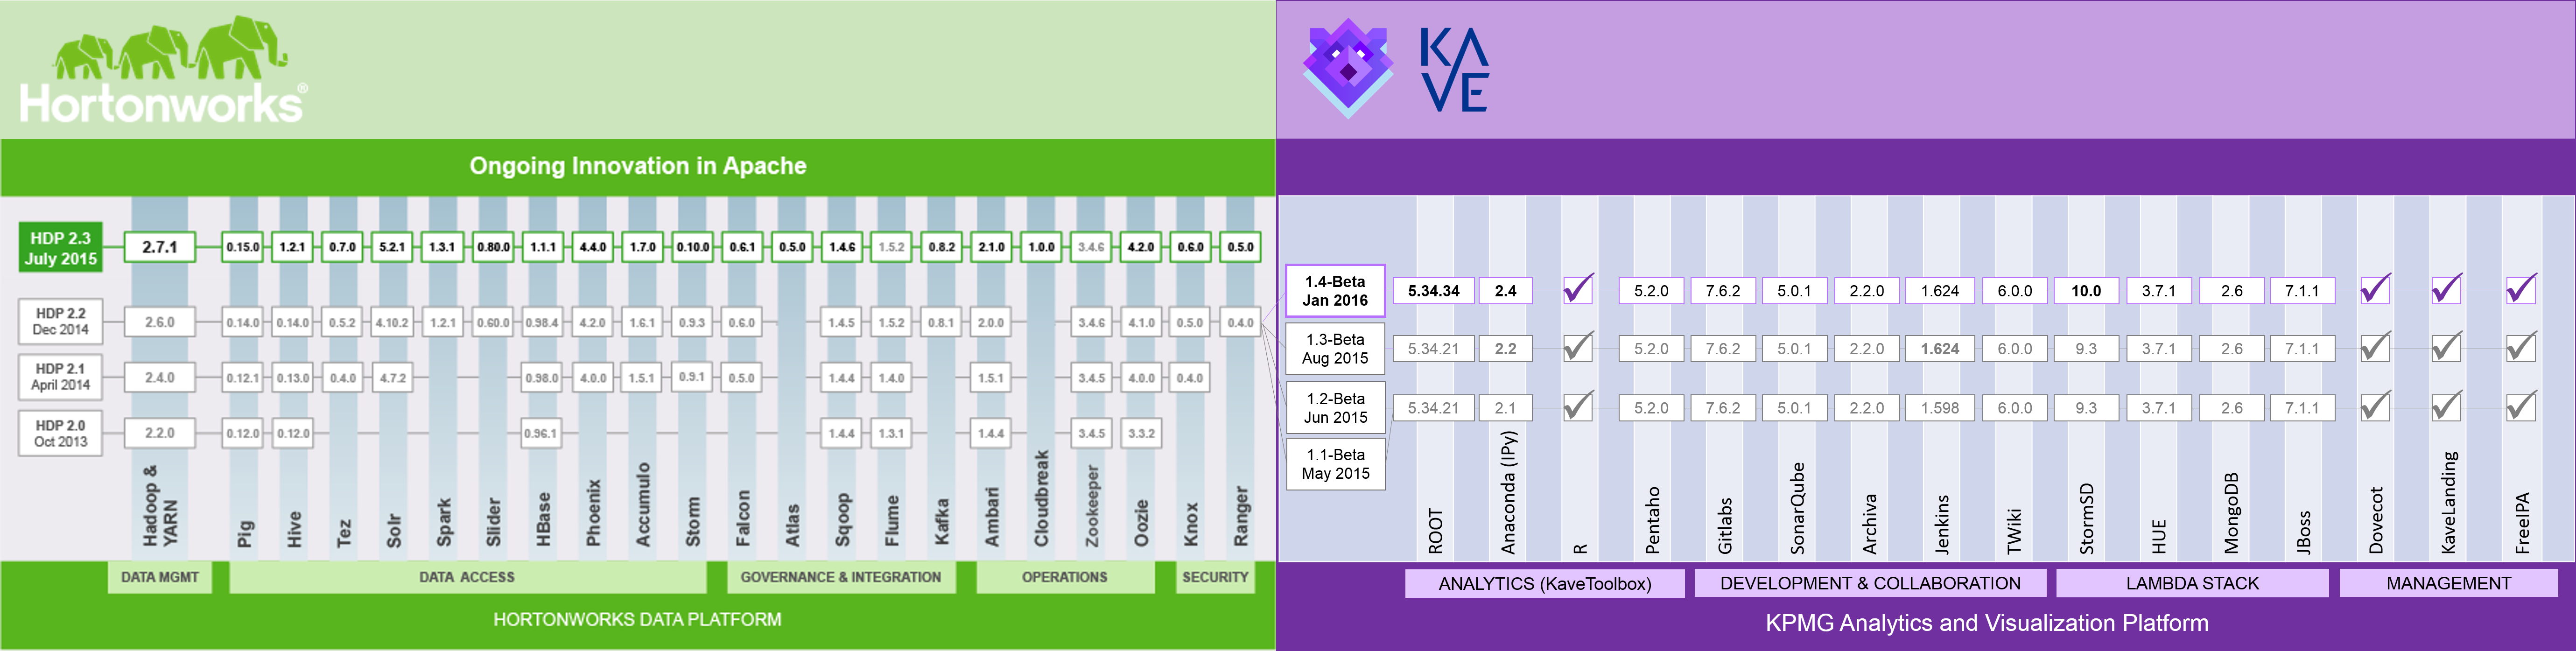 Hortonworks®
KAVE
Ongoing Innovation in Apache
HDP 2.3
July 2015
2.7.1 0.15.0 1.2.1 0.7.0 5.2.1 1.3.1 0.80.0 1.1.1 4.4.0 1.7.0 0.10.0 0.6.1 0.5.0 1.4.6 1.5.2 0.8.2 2.1.0 1.0.0 3.4.6 4.2.0 0.6.0 0.5.0
HDP 2.2
Dec 2014
2.6.0 0.14.0 0.14.0 0.5.2 4.10.2 1.2.1 0.60.0 0.98.4 4.2.0 1.6.1 0.9.3 0.6.0 1.4.5 1.5.2 0.8.1 2.0.0 3.4.6 4.1.0 0.5.0 0.4.0
HDP 2.1
April 2014
2.4.0 0.12.1 0.13.0 0.4.0 4.7.2 0.98.0 4.0.0 1.5.1 0.9.1 0.5.0 1.4.4 1.4.0 1.5.1 3.4.5 4.0.0 0.4.0
HDP 2.0
Oct 2013
2.2.0 0.12.0 0.12.0 0.96.1 1.4.4 1.3.1 1.4.4 3.4.5 3.3.2
Hadoop &
YARN
Pig
Hive
Tez
Solr
Spark
Slider
HBase
Phoenix
Accumulo
Storm
Falcon
Atlas
Sqoop
Flume
Kafka
Ambari
Cloudbreak
Zookeeper
Oozie
Knox
Ranger
DATA MGMT
DATA ACCESS
GOVERNANCE & INTEGRATION
OPERATIONS
SECURITY
HORTONWORKS DATA PLATFORM
1.4-Beta
Jan 2016
5.34.34 2.4 5.2.0 7.6.2 5.0.1 2.2.0 1.624 6.0.0 10.0 3.7.1 2.6 7.1.1
1.3-Beta
Aug 2015
5.34.21 2.2 5.2.0 7.6.2 5.0.1 2.2.0 1.624 6.0.0 9.3 3.7.1 2.6 7.1.1
1.2-Beta
Jun 2015
5.34.21 2.1 5.2.0 7.6.2 5.0.1 2.2.0 1.598 6.0.0 9.3 3.7.1 2.6 7.1.1
1.1-Beta
May 2015
ROOT
Anaconda (IPy)
R
Pentaho
Gitlabs
SonarQube
Archiva
Jenkins
TWiki
StormSD
HUE
MongoDB
JBoss
Dovecot
KaveLanding
FreeIPA
ANALYTICS (KaveToolbox)
DEVELOPMENT & COLLABORATION
LAMBDA STACK
MANAGEMENT
KPMG Analytics and Visualization Platform